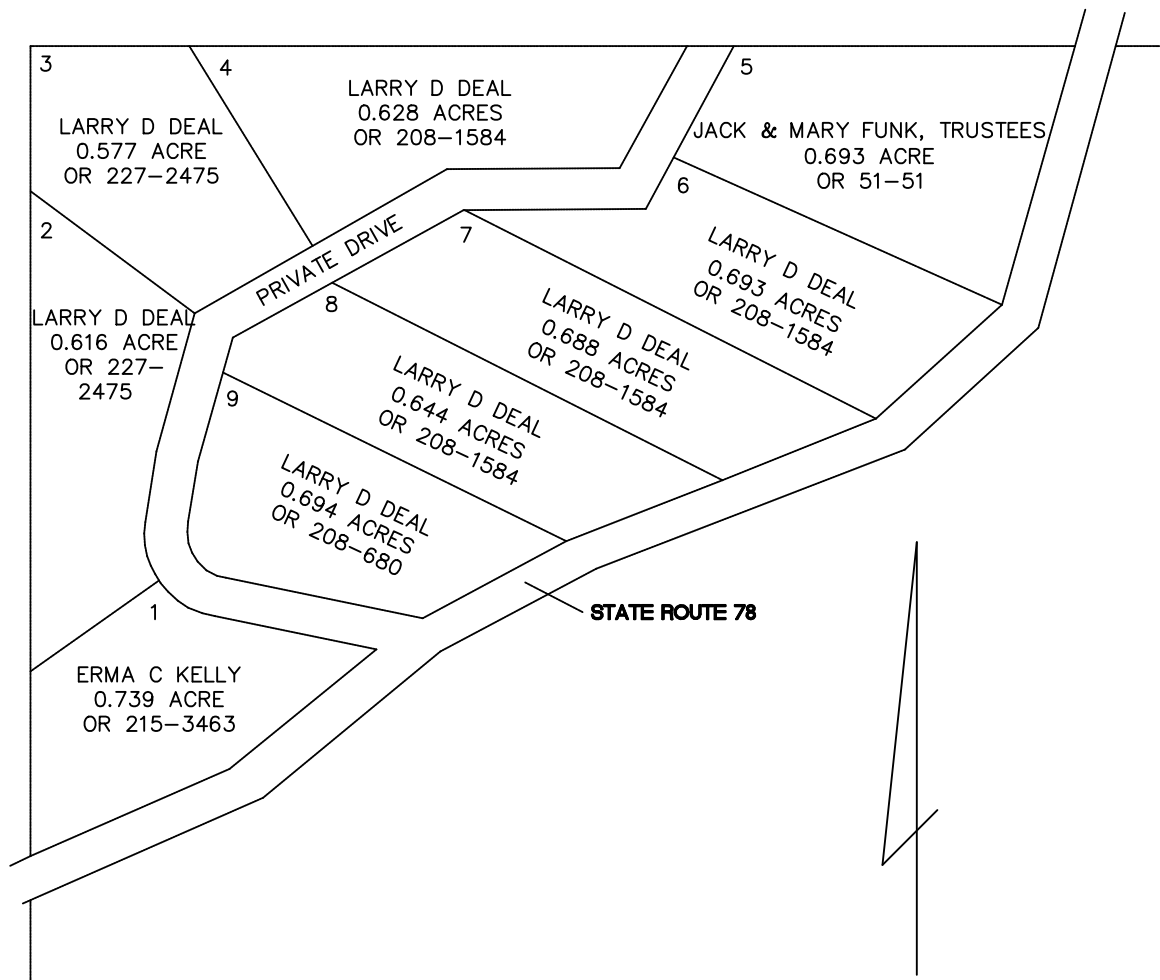 3
LARRY D DEAL
0.577 ACRE
OR 227-2475
4
LARRY D DEAL
0.628 ACRES
OR 208-1584
5
JACK & MARY FUNK, TRUSTEES
0.693 ACRE
OR 51-51
2
LARRY D DEAL
0.616 ACRE
OR 227-
2475
PRIVATE DRIVE
6
LARRY D DEAL
0.693 ACRES
OR 208-1584
7
LARRY D DEAL
0.688 ACRES
OR 208-1584
8
LARRY D DEAL
0.644 ACRES
OR 208-1584
9
LARRY D DEAL
0.694 ACRES
OR 208-680
1
ERMA C KELLY
0.739 ACRE
OR 215-3463
STATE ROUTE 78